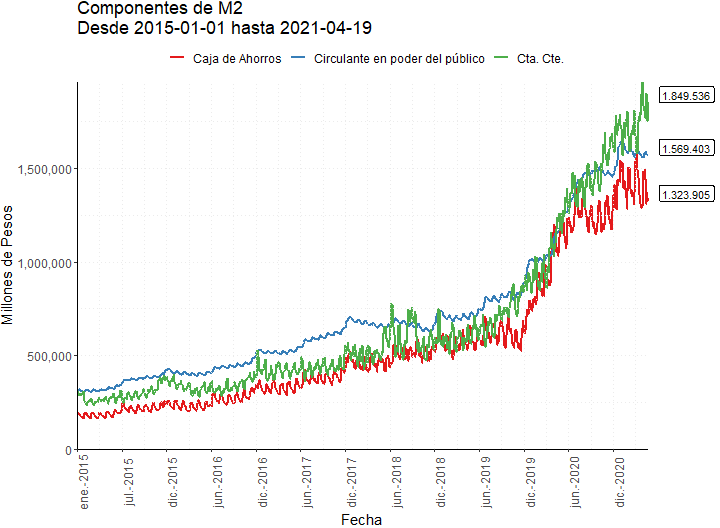 Componentes de M2
Desde 2015-01-01 hasta 2021-04-19
Caja de Ahorros Circulante en poder del público Cta. Cte.
Millones de Pesos
1,500,000
1,000,000
500,000
0
1.849.536
1.569.403
1.323.905
ene.-2015
jul.-2015
dic.-2015
jun.-2016
dic.-2016
jun.-2017
dic.-2017
jun.-2018
dic.-2018
jun.-2019
dic.-2019
jun.-2020
dic.-2020
Fecha